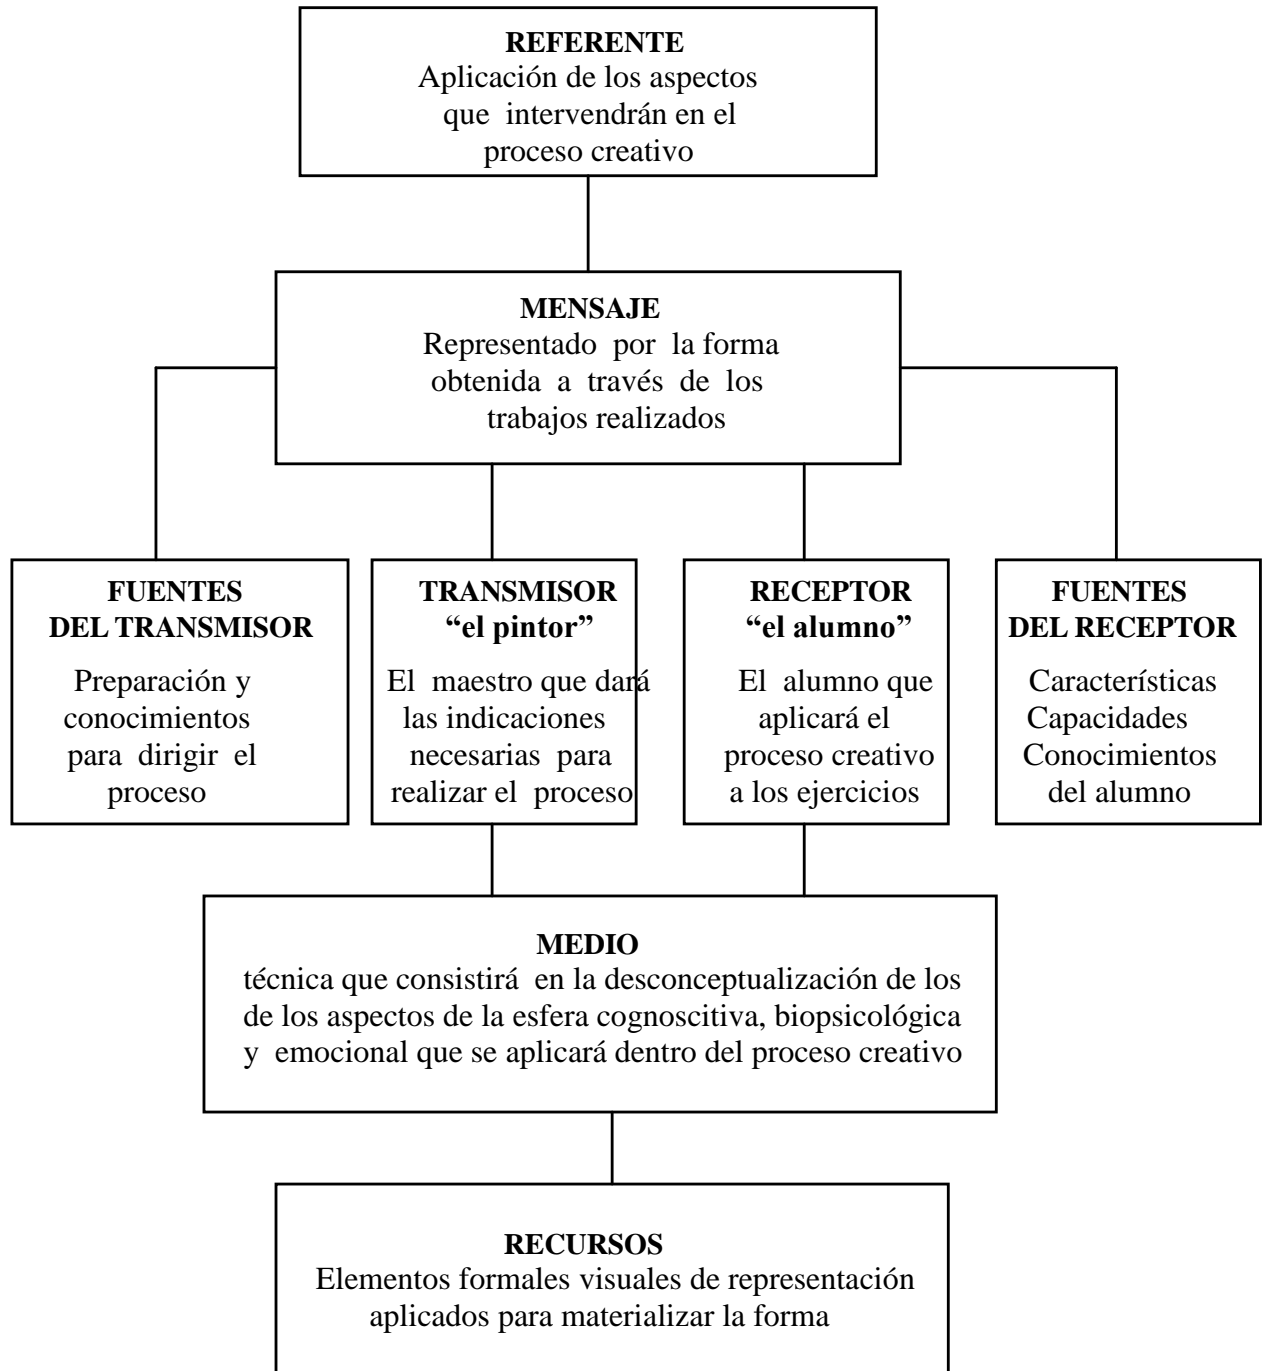 REFERENTE
Aplicación de los aspectos
que intervendrán en el
proceso creativo
MENSAJE
Representado por la forma
obtenida a través de los
trabajos realizados
FUENTES
DEL TRANSMISOR
Preparación y
conocimientos
para dirigir el
proceso
TRANSMISOR
“el pintor”
El maestro que dará
las indicaciones
necesarias para
realizar el proceso
RECEPTOR
“el alumno”
El alumno que
aplicará el
proceso creativo
a los ejercicios
FUENTES
DEL RECEPTOR
Características
Capacidades
Conocimientos
del alumno
MEDIO
técnica que consistirá en la desconceptualización de los
de los aspectos de la esfera cognoscitiva, biopsicológica
y emocional que se aplicará dentro del proceso creativo
RECURSOS
Elementos formales visuales de representación
aplicados para materializar la forma